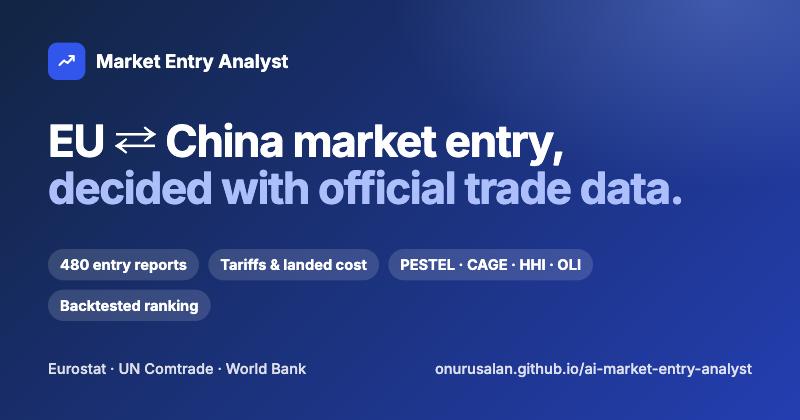 Market Entry Analyst
EU ⇄ China market entry,
decided with official trade data.
480 entry reports
Tariffs & landed cost
PESTEL · CAGE · HHI · OLI
Backtested ranking
Eurostat · UN Comtrade · World Bank
onurusalan.github.io/ai-market-entry-analyst